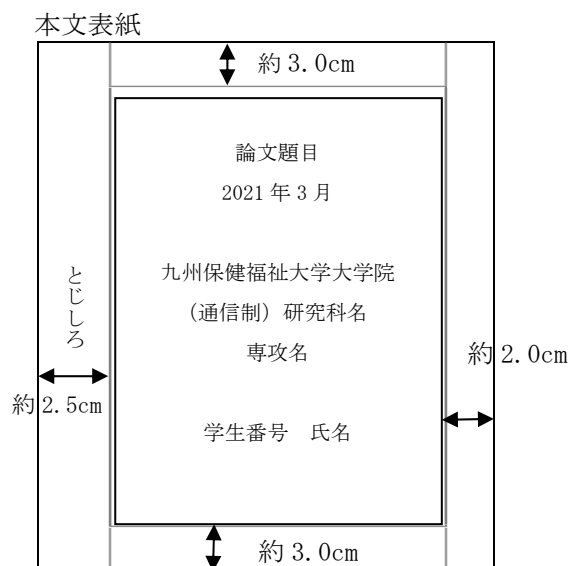 本文表紙
約 3.0cm
論文題目
2021 年 3 月
九州保健福祉大学大学院
(通信制)研究科名
専攻名
学生番号　氏名
とじしろ
約 2.5cm
約 2.0cm
約 3.0cm